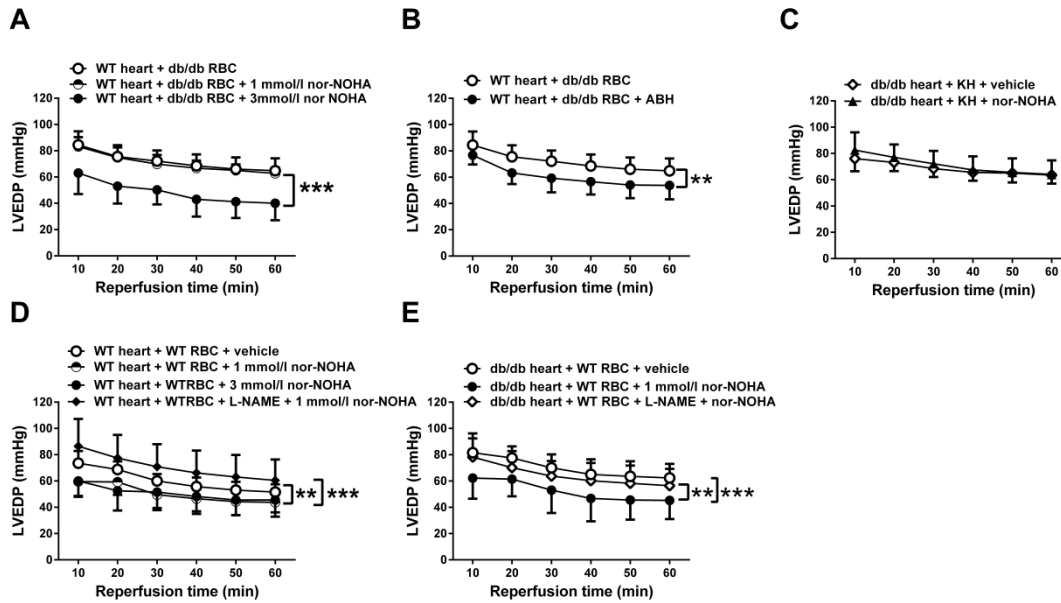 A
WT heart + db/db RBC
WT heart + db/db RBC + 1 mmol/l nor-NOHA
WT heart + db/db RBC + 3mmol/l nor NOHA
120
100
80
60
40
20
0
LVEDP (mmHg)
***
10 20 30 40 50 60
Reperfusion time (min)
B
WT heart + db/db RBC
WT heart + db/db RBC + ABH
120
100
80
60
40
20
0
LVEDP (mmHg)
**
10 20 30 40 50 60
Reperfusion time (min)
C
db/db heart + KH + vehicle
db/db heart + KH + nor-NOHA
120
100
80
60
40
20
0
LVEDP (mmHg)
10 20 30 40 50 60
Reperfusion time (min)
D
WT heart + WT RBC + vehicle
WT heart + WT RBC + 1 mmol/l nor-NOHA
WT heart + WTRBC + 3 mmol/l nor-NOHA
WT heart + WTRBC + L-NAME + 1 mmol/l nor-NOHA
120
100
80
60
40
20
0
LVEDP (mmHg)
** ***
10 20 30 40 50 60
Reperfusion time (min)
E
db/db heart + WT RBC + vehicle
db/db heart + WT RBC + 1 mmol/l nor-NOHA
db/db heart + WT RBC + L-NAME + nor-NOHA
120
100
80
60
40
20
0
LVEDP (mmHg)
** ***
10 20 30 40 50 60
Reperfusion time (min)